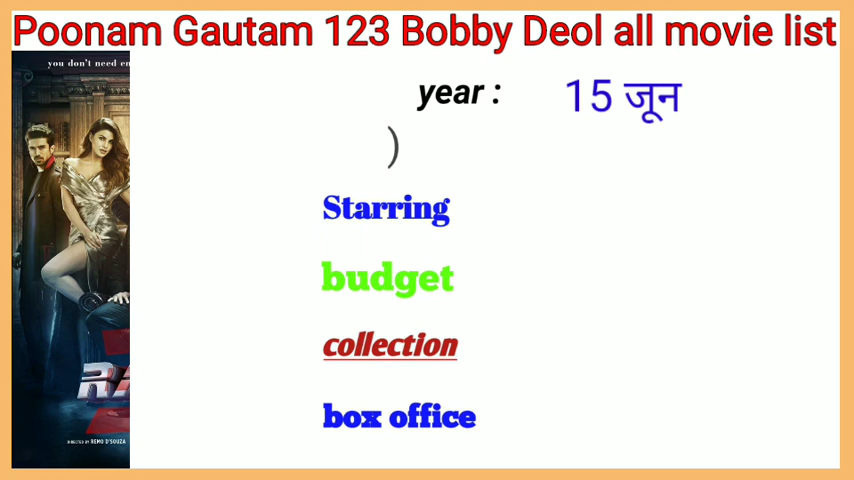 Poonam Gautam 123 Bobby Deol all movie list
you don't need en
year : 15 जून
)
Starring
budget
collection
box office
DIRECTED BY REMO D'SOUZA